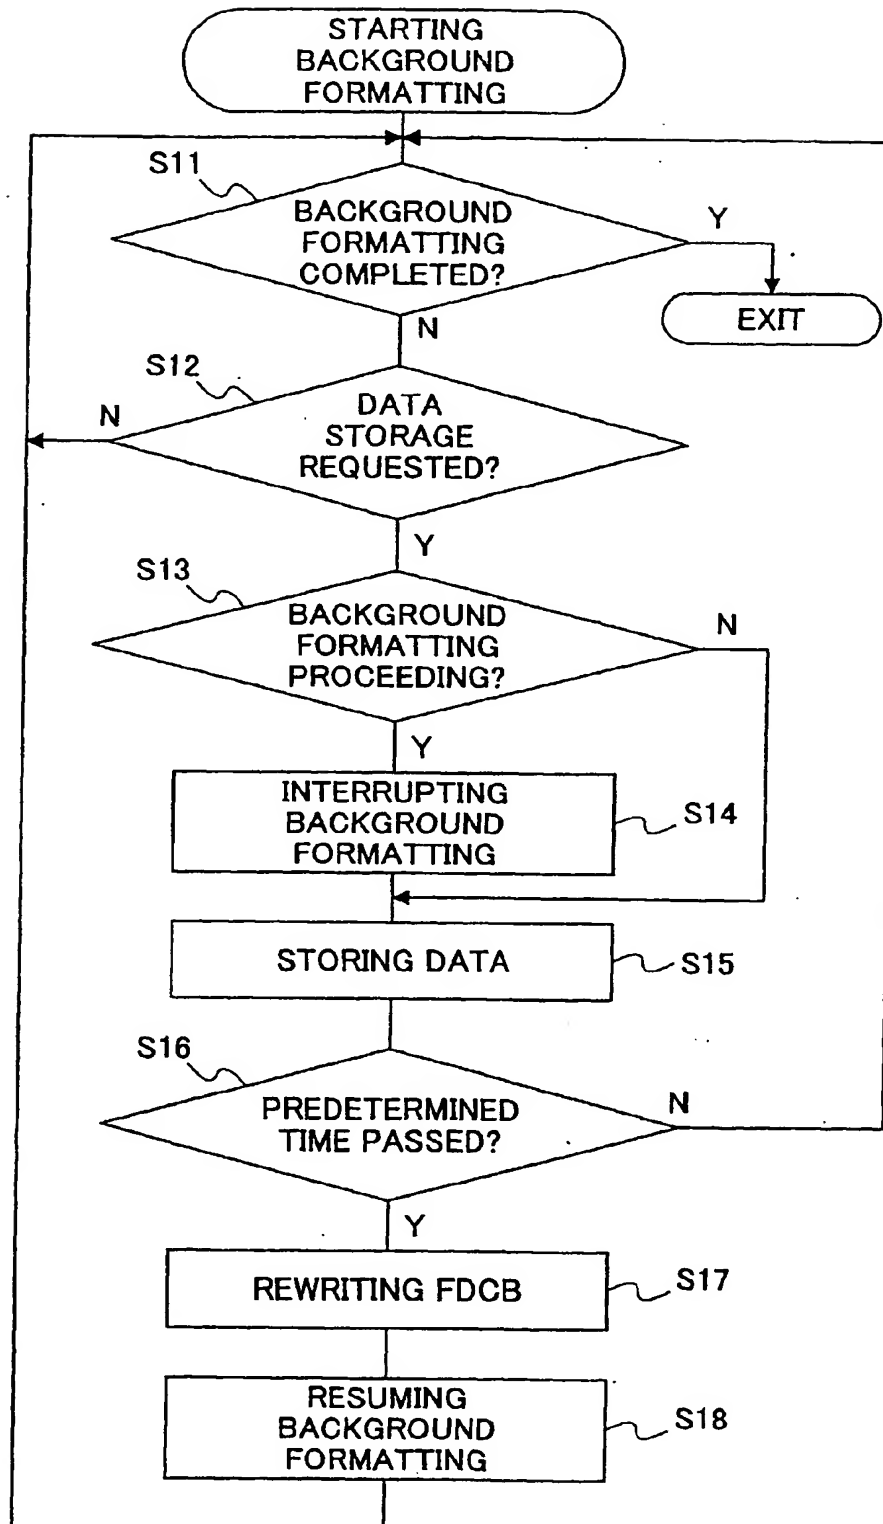 STARTING
BACKGROUND
FORMATTING
S11
BACKGROUND
FORMATTING
COMPLETED?
Y
EXIT
N
S12
N
DATA
STORAGE
REQUESTED?
Y
S13
BACKGROUND
FORMATTING
PROCEEDING?
N
Y
INTERRUPTING
BACKGROUND
FORMATTING
S14
STORING DATA
S15
S16
PREDETERMINED
TIME PASSED?
N
Y
REWRITING FDCB
S17
RESUMING
BACKGROUND
FORMATTING
S18